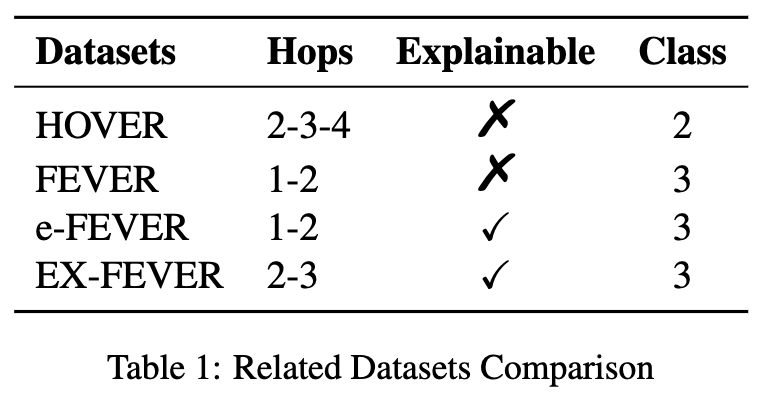 Datasets Hops Explainable Class
HOVER 2-3-4 ✗ 2
FEVER 1-2 ✗ 3
e-FEVER 1-2 ✓ 3
EX-FEVER 2-3 ✓ 3
Table 1: Related Datasets Comparison